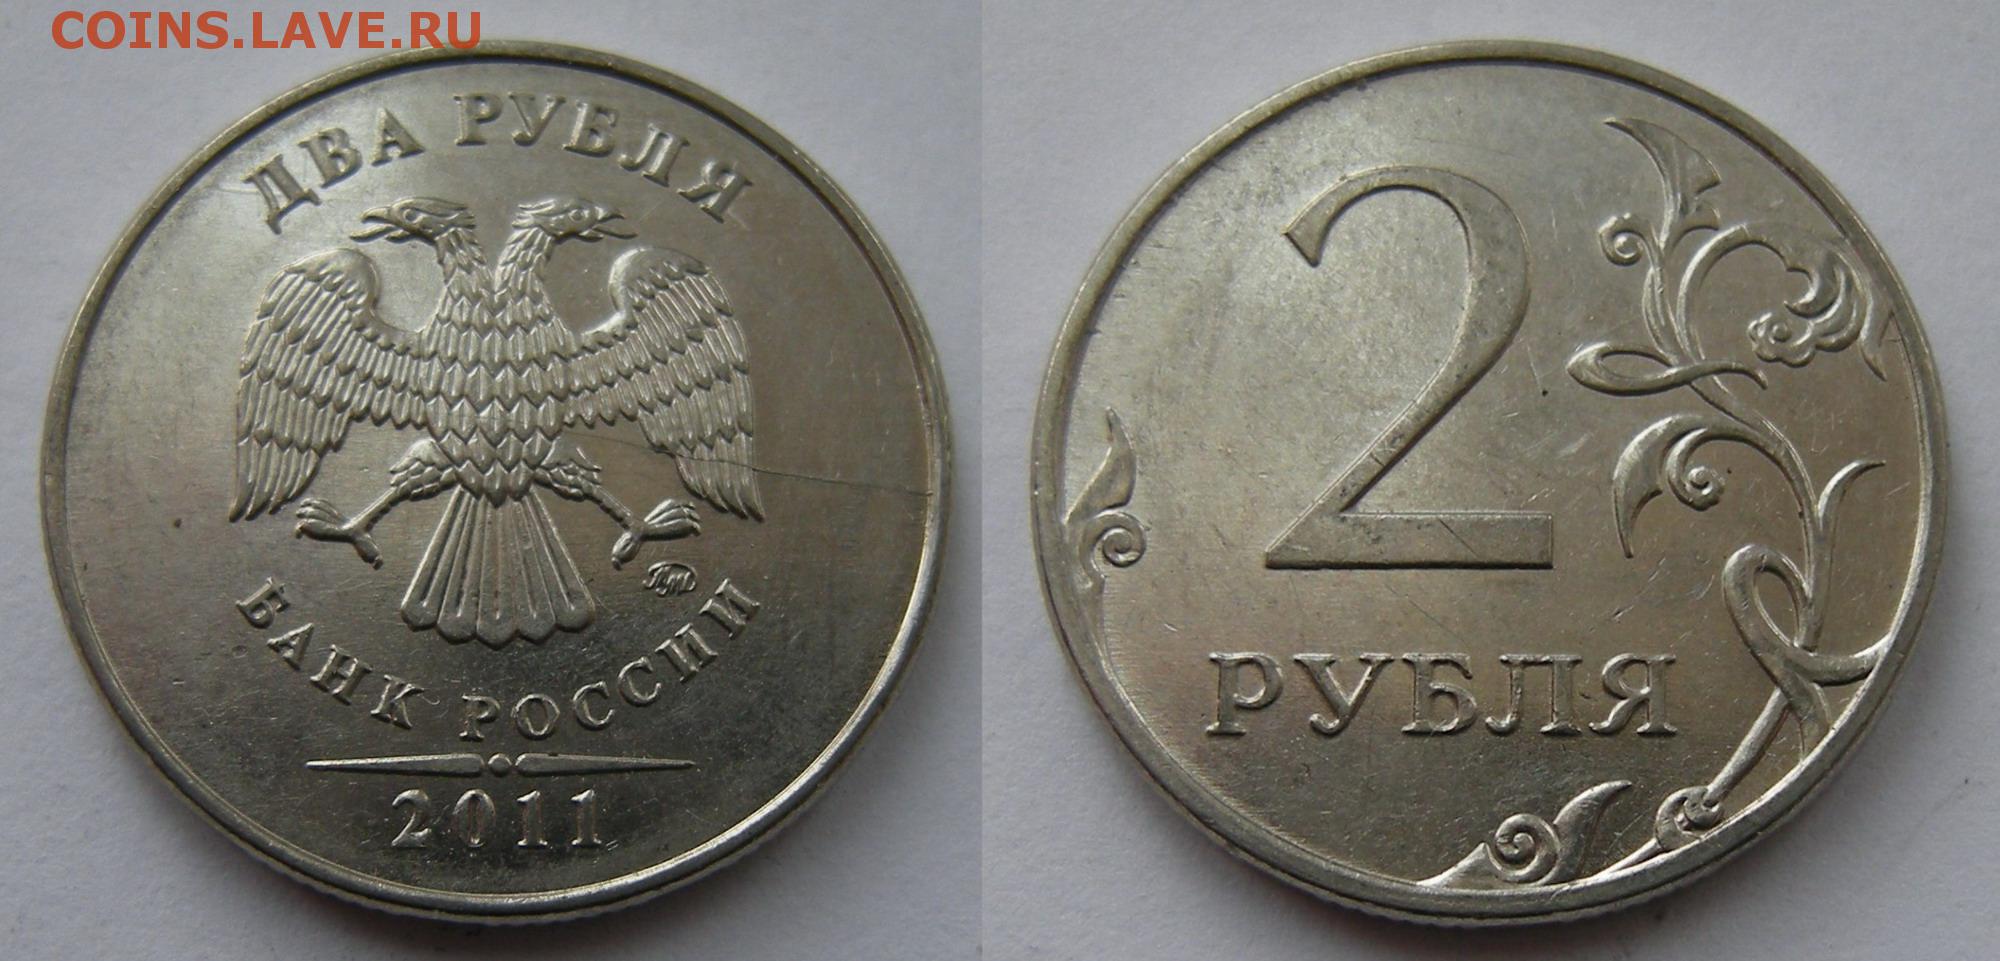 COINS.LAVE.RU
ДВА РУБЛЯ
ММД
БАНК РОССИИ
2011
2
РУБЛЯ